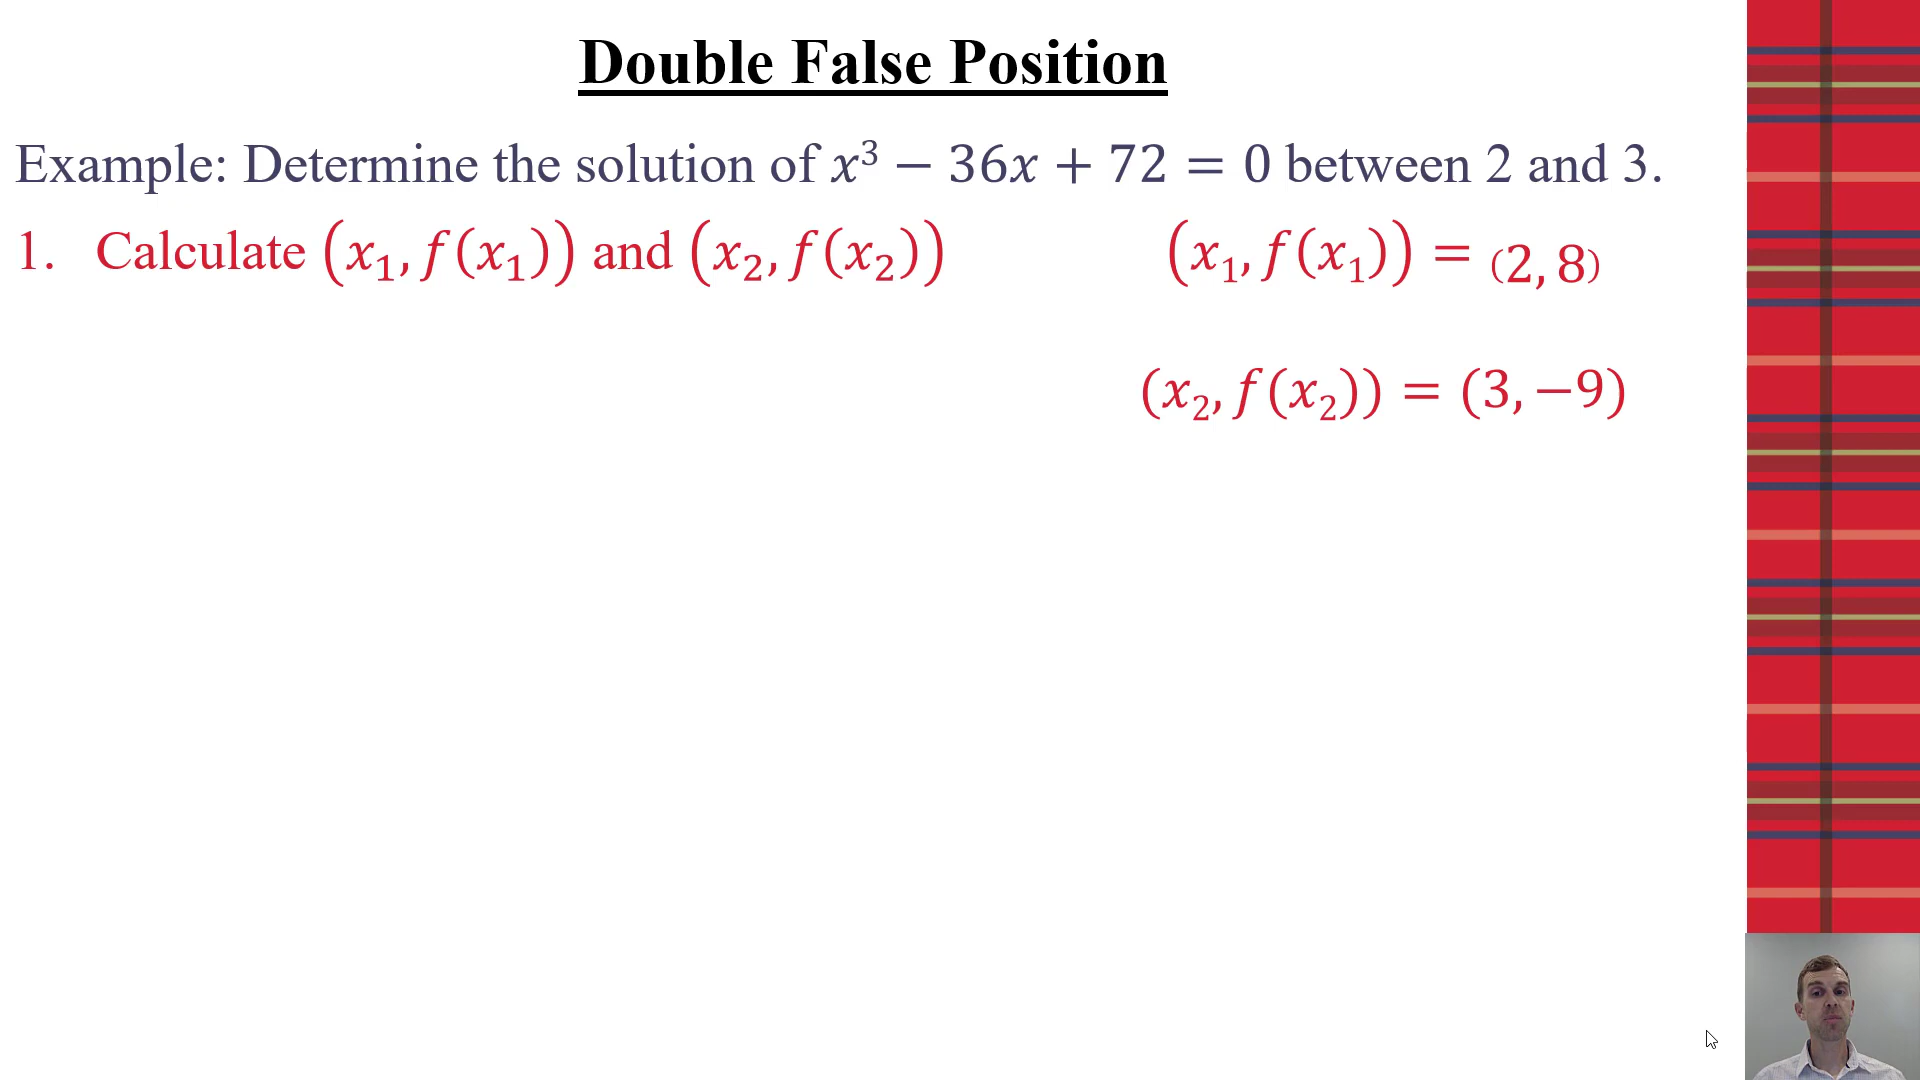 Double False Position
Example: Determine the solution of x³ − 36x + 72 = 0 between 2 and 3.
1. Calculate (x₁, f(x₁)) and (x₂, f(x₂))
(x₁, f(x₁)) = (2, 8)
(x₂, f(x₂)) = (3, −9)